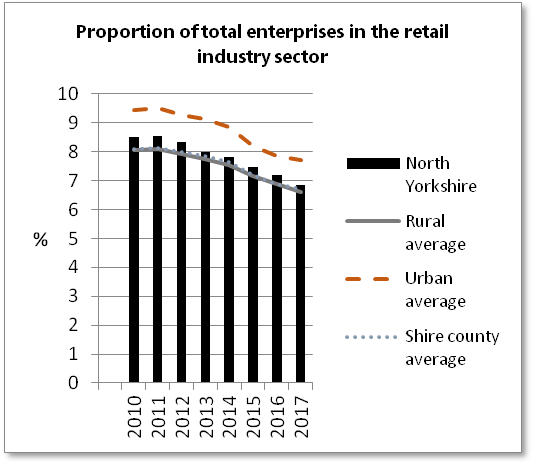 Proportion of total enterprises in the retail
industry sector
10
9
8
7
6
5
4
3
2
1
0
%
2010
2011
2012
2013
2014
2015
2016
2017
North
Yorkshire
Rural
average
Urban
average
Shire county
average